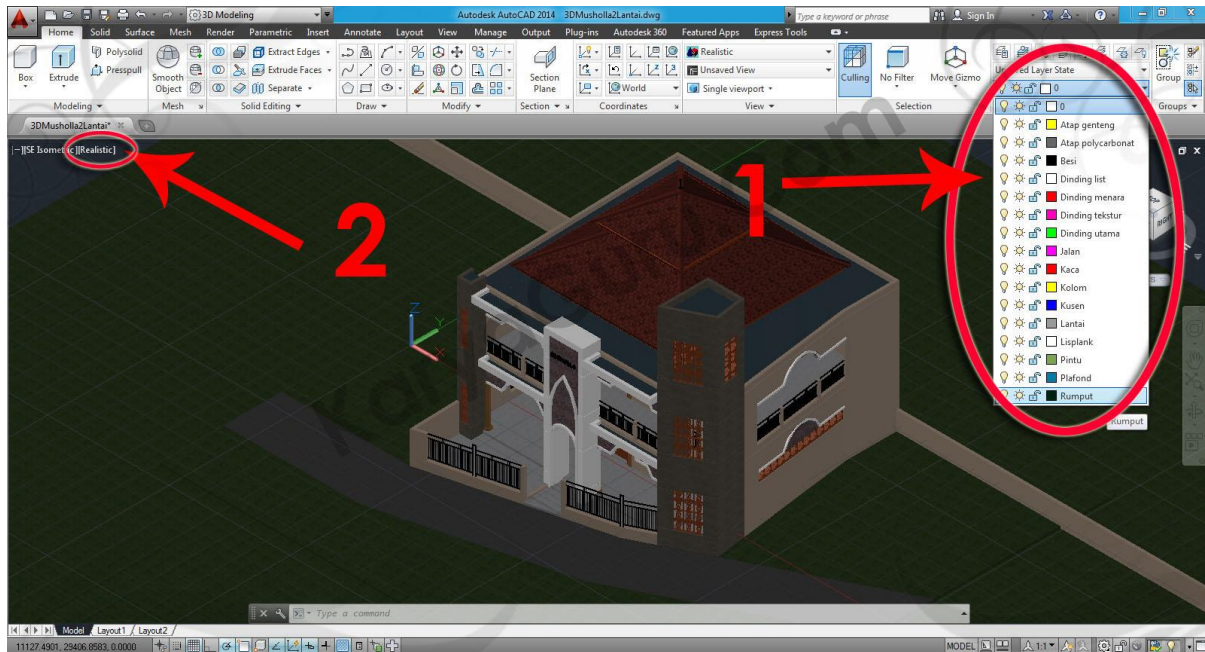 3D Modeling
Autodesk AutoCAD 2014 3DMusholla2Lantai.dwg
Type a keyword or phrase
Sign In
Home Solid Surface Mesh Render Parametric Insert Annotate Layout View Manage Output Plug-ins Autodesk 360 Featured Apps Express Tools
Polysolid
Presspull
Box
Extrude
Smooth Object
Extract Edges
Extrude Faces
Separate
Section Plane
World
Realistic
Unsaved View
Single viewport
Culling
No Filter
Move Gizmo
Layer State
Group
0
Modeling
Mesh
Solid Editing
Draw
Modify
Section
Coordinates
View
Selection
Groups
3DMusholla2Lantai*
[−][SE Isometric][Realistic]
1
2
0
Atap genteng
Atap polycarbonat
Besi
Dinding list
Dinding menara
Dinding tekstur
Dinding utama
Jalan
Kaca
Kolom
Kusen
Lantai
Lisplank
Pintu
Plafond
Rumput
Rumput
Z
Y
X
RIGHT
Type a command
Model Layout1 Layout2
11127.4901, 29406.8583, 0.0000
MODEL
1:1